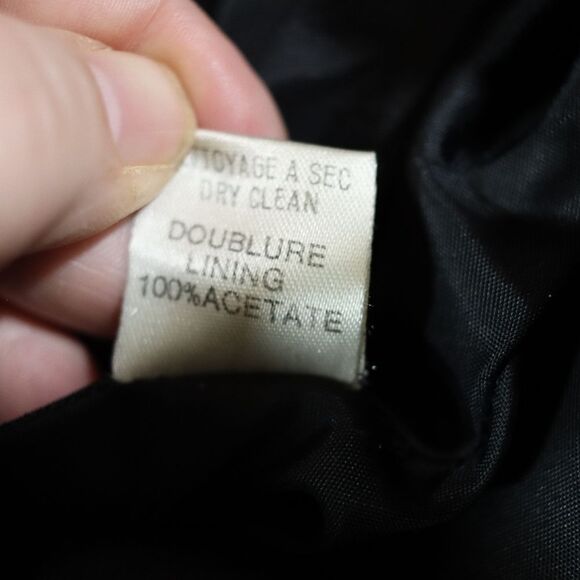 TTOYAGE A SEC
DRY CLEAN
DOUBLURE
LINING
100%ACETATE